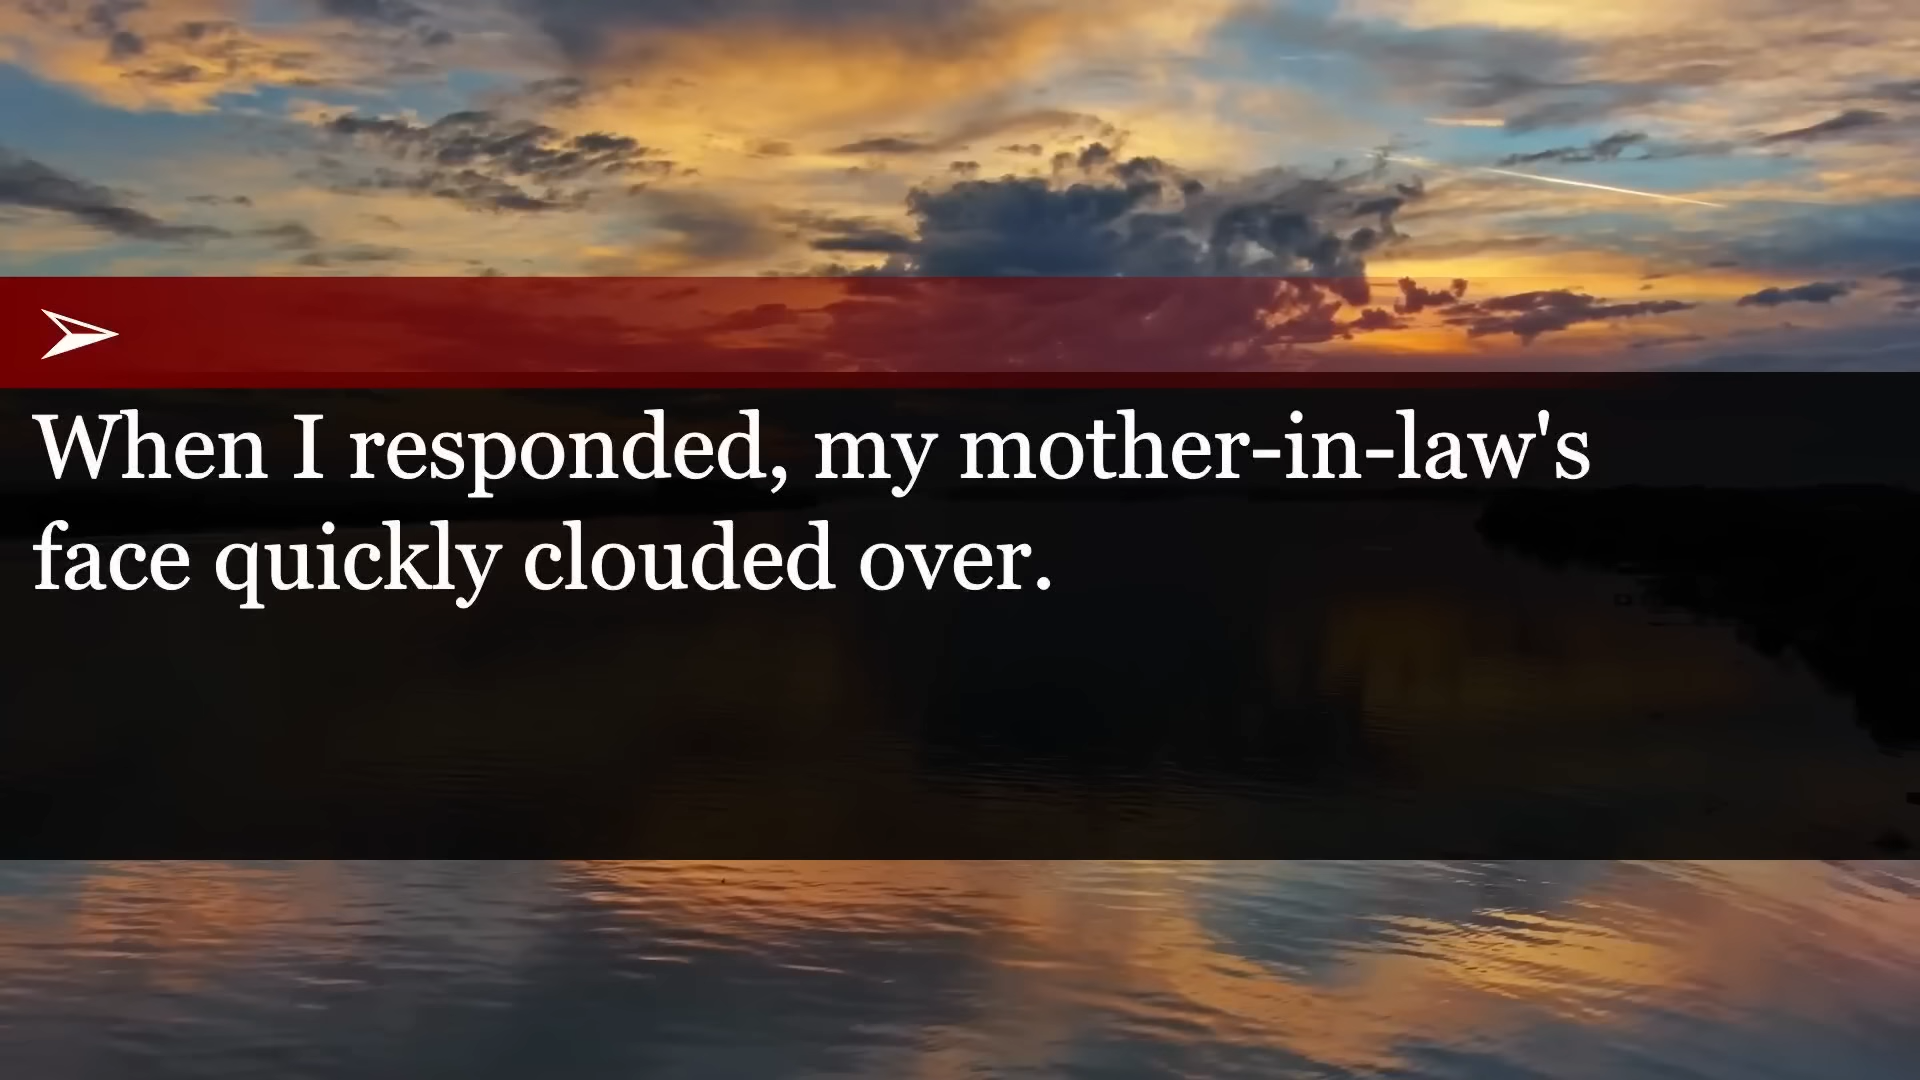 When I responded, my mother-in-law's
face quickly clouded over.